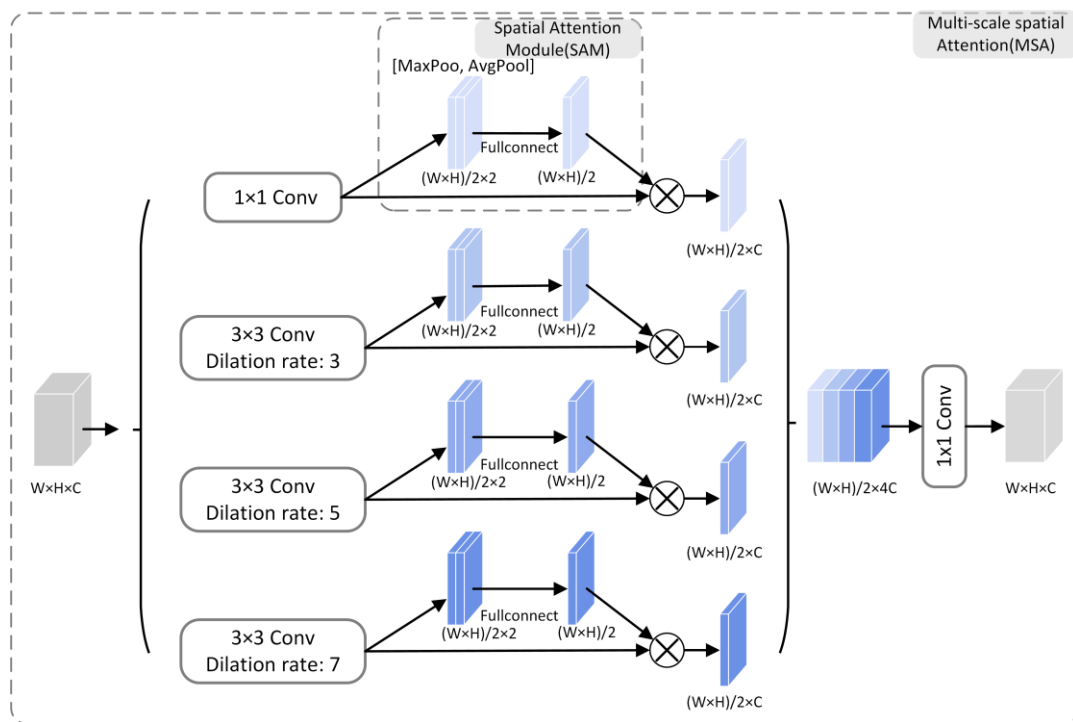 Spatial Attention
Module(SAM)
Multi-scale spatial
Attention(MSA)
[MaxPoo, AvgPool]
Fullconnect
(W×H)/2×2
(W×H)/2
1×1 Conv
(W×H)/2×C
Fullconnect
(W×H)/2×2
(W×H)/2
3×3 Conv
Dilation rate: 3
(W×H)/2×C
Fullconnect
(W×H)/2×2
(W×H)/2
3×3 Conv
Dilation rate: 5
(W×H)/2×C
Fullconnect
(W×H)/2×2
(W×H)/2
3×3 Conv
Dilation rate: 7
(W×H)/2×C
W×H×C
(W×H)/2×4C
1x1 Conv
W×H×C